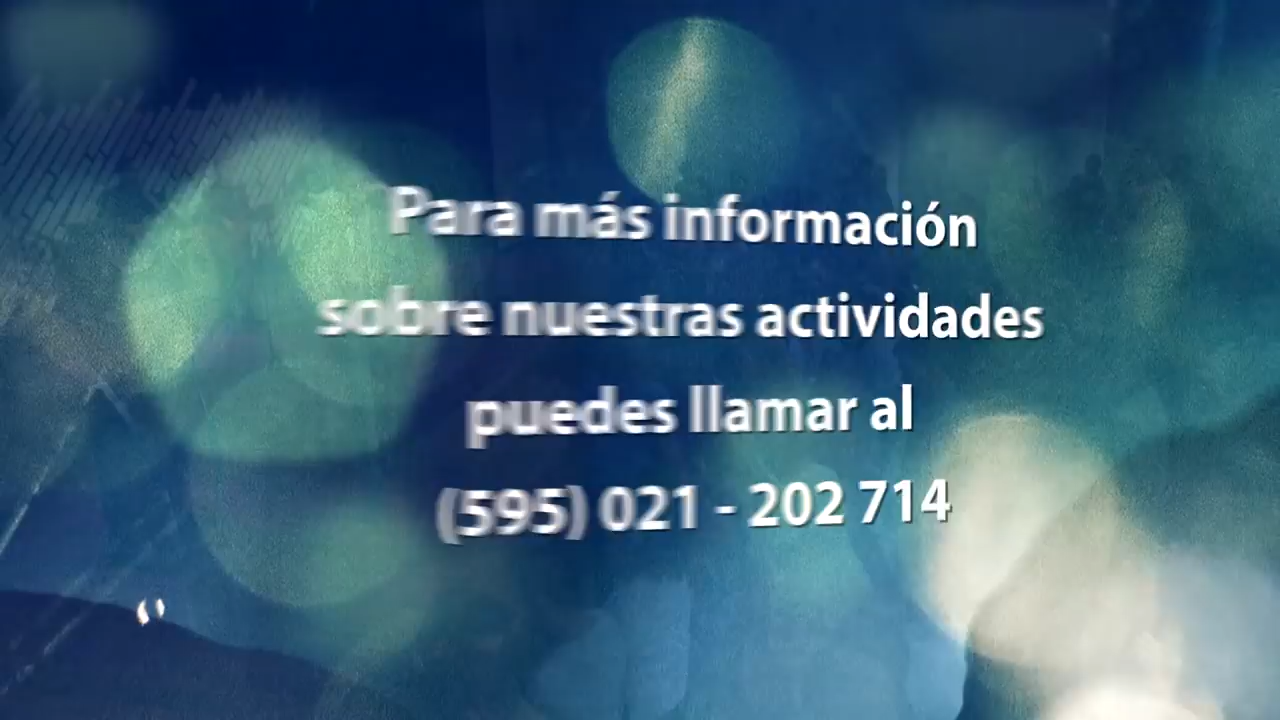 Para más información
sobre nuestras actividades
puedes llamar al
(595) 021 - 202 714